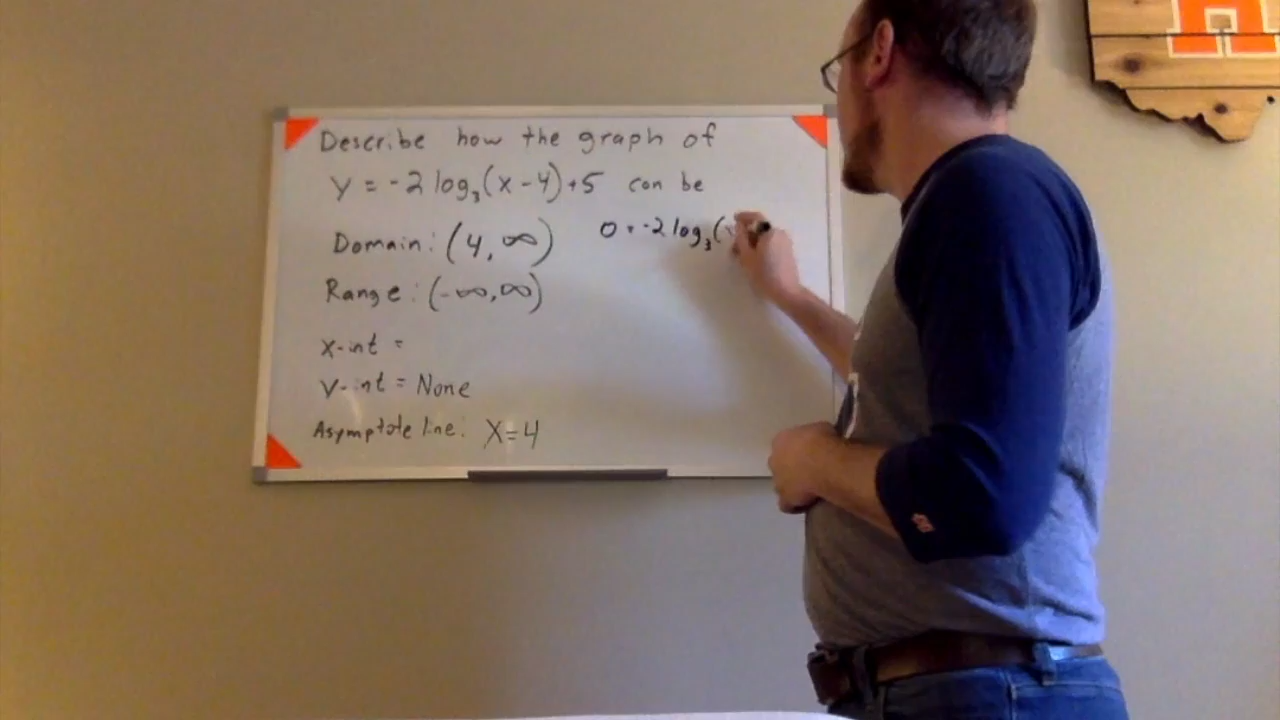 Describe how the graph of
y = -2 log₃(x - 4) + 5 can be
Domain: (4, ∞)
0 = -2 log₃(
Range: (-∞, ∞)
x-int =
y-int = None
Asymptote line: X = 4